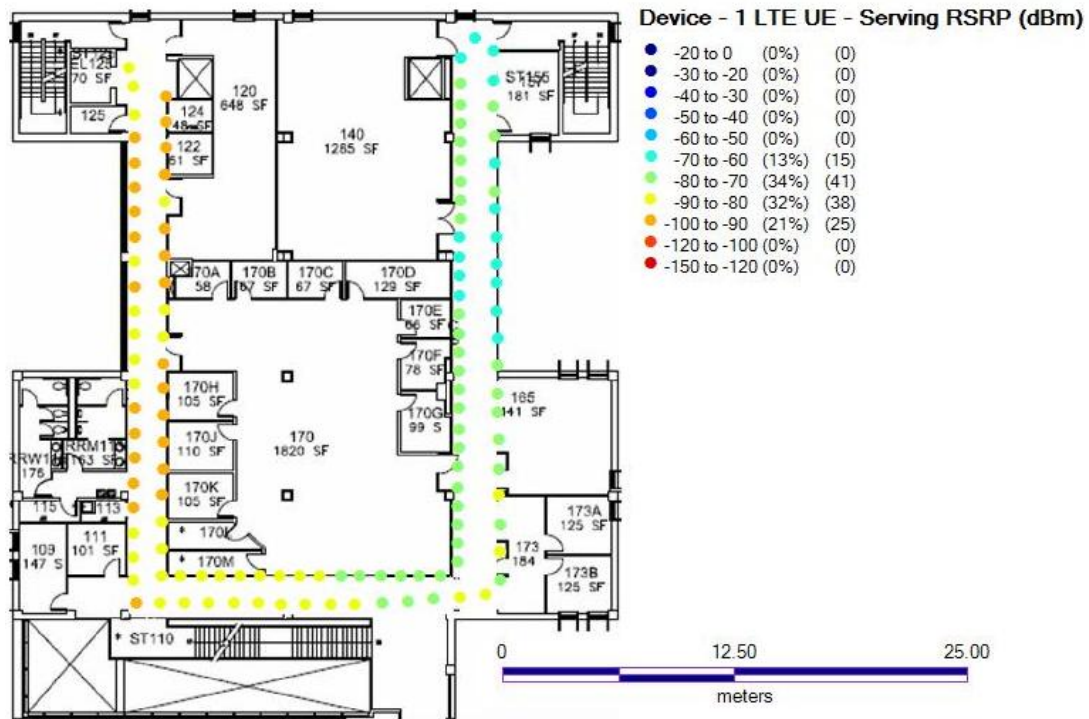 Device - 1 LTE UE - Serving RSRP (dBm)
-20 to 0 (0%) (0)
-30 to -20 (0%) (0)
-40 to -30 (0%) (0)
-50 to -40 (0%) (0)
-60 to -50 (0%) (0)
-70 to -60 (13%) (15)
-80 to -70 (34%) (41)
-90 to -80 (32%) (38)
-100 to -90 (21%) (25)
-120 to -100 (0%) (0)
-150 to -120 (0%) (0)
70 SF
125
120
648 SF
124
122
61 SF
140
1285 SF
ST155
181 SF
170A
58
170B
67 SF
170C
67 SF
170D
129 SF
170E
66 SF
170F
78 SF
170G
99 S
170H
105 SF
170J
110 SF
170K
105 SF
170M
170
1820 SF
165
173A
125 SF
173
184
173B
125 SF
176
163 SF
115
113
111
101 SF
109
147 S
ST110
0 12.50 25.00
meters